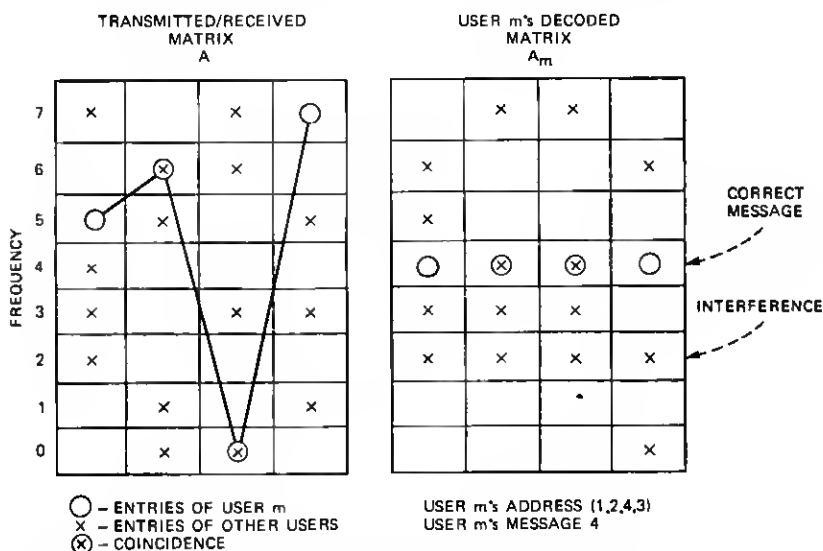 TRANSMITTED/RECEIVED
MATRIX
A
USER m's DECODED
MATRIX
Am
FREQUENCY
7
6
5
4
3
2
1
0
CORRECT
MESSAGE
INTERFERENCE
○ – ENTRIES OF USER m
× – ENTRIES OF OTHER USERS
⊗ – COINCIDENCE
USER m's ADDRESS (1,2,4,3)
USER m's MESSAGE 4